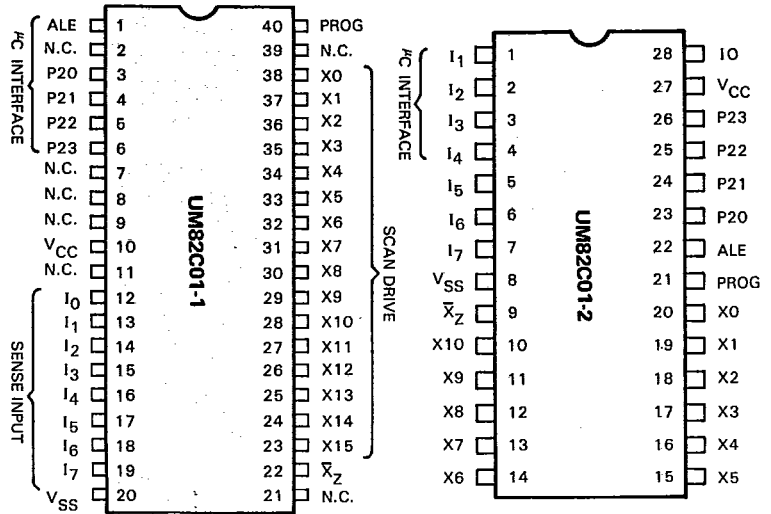 µC INTERFACE
SENSE INPUT
ALE 1 40 PROG
N.C. 2 39 N.C.
P20 3 38 X0
P21 4 37 X1
P22 5 36 X2
P23 6 35 X3
N.C. 7 34 X4
N.C. 8 33 X5
N.C. 9 32 X6
VCC 10 31 X7
N.C. 11 30 X8
I0 12 29 X9
I1 13 28 X10
I2 14 27 X11
I3 15 26 X12
I4 16 25 X13
I5 17 24 X14
I6 18 23 X15
I7 19 22 X̅Z
VSS 20 21 N.C.
UM82C01-1
SCAN DRIVE
µC INTERFACE
I1 1 28 IO
I2 2 27 VCC
I3 3 26 P23
I4 4 25 P22
I5 5 24 P21
I6 6 23 P20
I7 7 22 ALE
VSS 8 21 PROG
X̅Z 9 20 X0
X10 10 19 X1
X9 11 18 X2
X8 12 17 X3
X7 13 16 X4
X6 14 15 X5
UM82C01-2